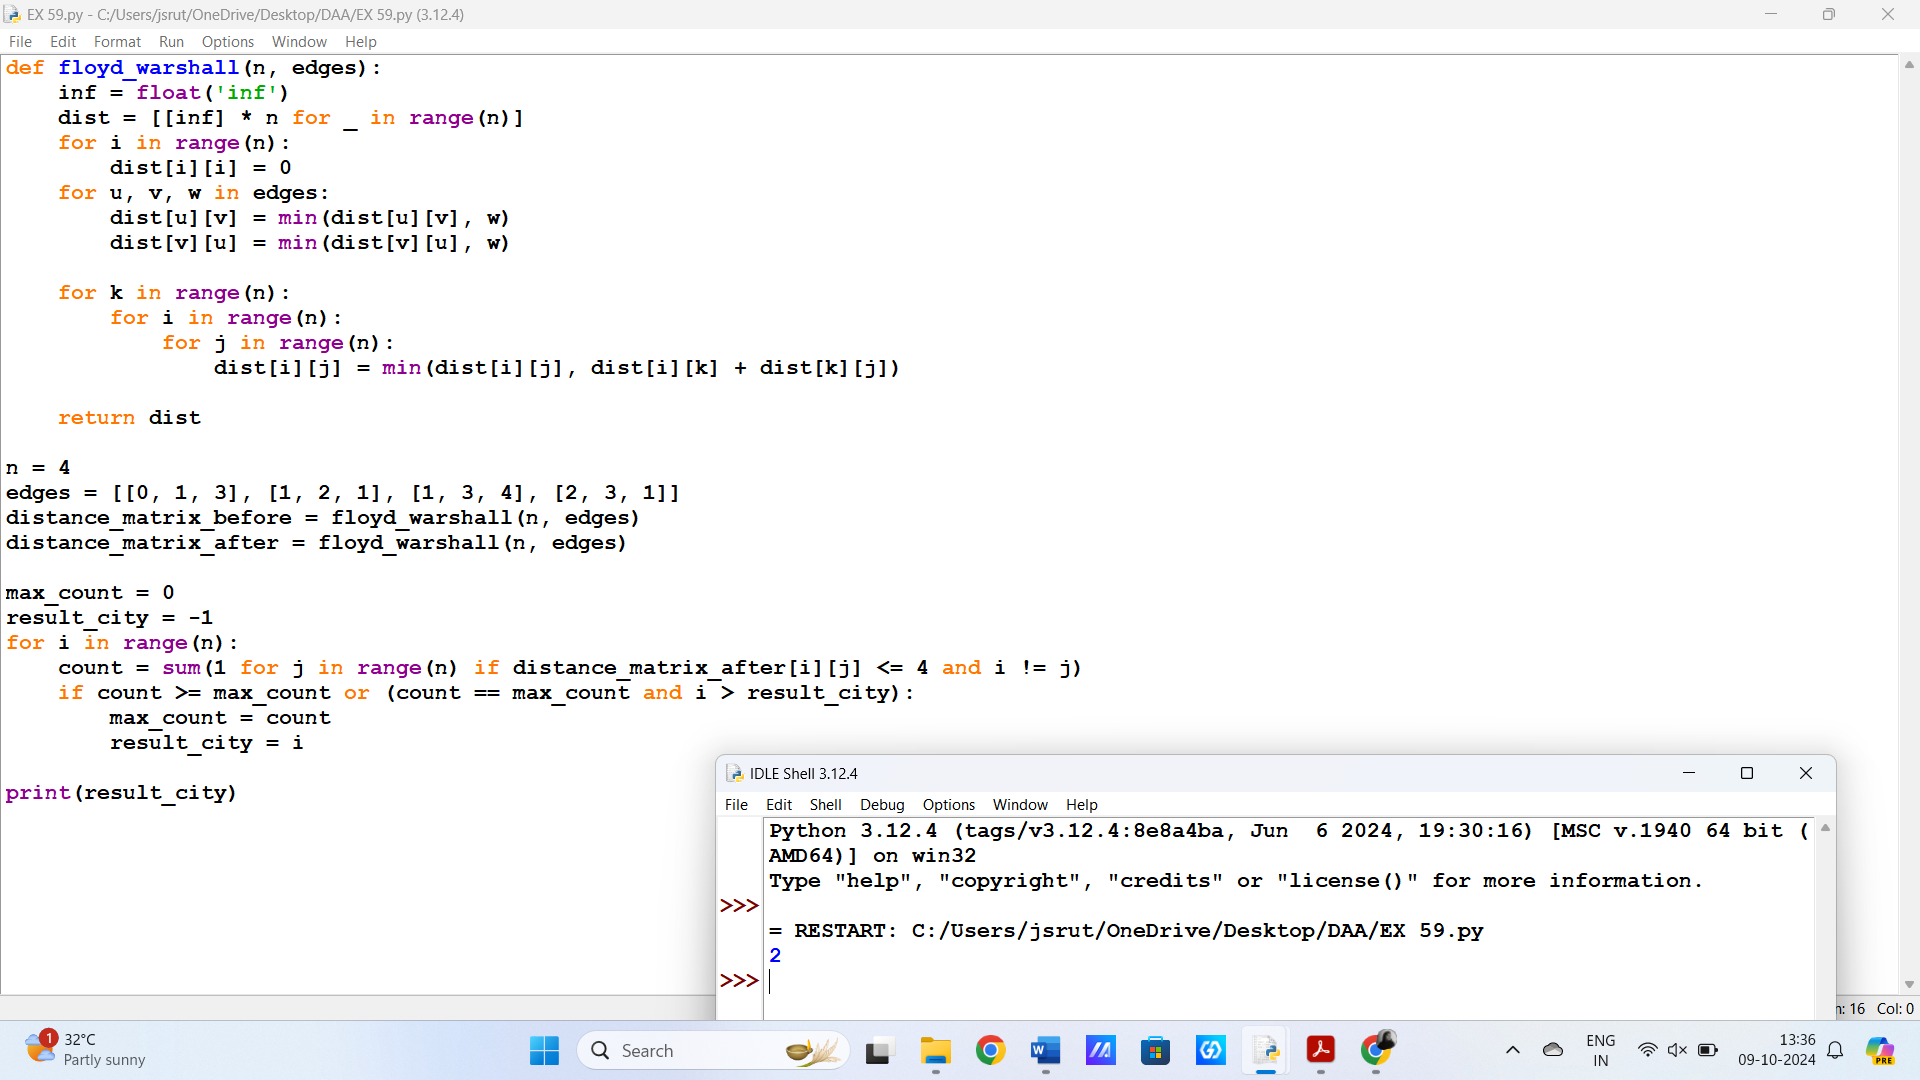 EX 59.py - C:/Users/jsrut/OneDrive/Desktop/DAA/EX 59.py (3.12.4)
File Edit Format Run Options Window Help
def floyd_warshall(n, edges):
    inf = float('inf')
    dist = [[inf] * n for _ in range(n)]
    for i in range(n):
        dist[i][i] = 0
    for u, v, w in edges:
        dist[u][v] = min(dist[u][v], w)
        dist[v][u] = min(dist[v][u], w)

    for k in range(n):
        for i in range(n):
            for j in range(n):
                dist[i][j] = min(dist[i][j], dist[i][k] + dist[k][j])

    return dist

n = 4
edges = [[0, 1, 3], [1, 2, 1], [1, 3, 4], [2, 3, 1]]
distance_matrix_before = floyd_warshall(n, edges)
distance_matrix_after = floyd_warshall(n, edges)

max_count = 0
result_city = -1
for i in range(n):
    count = sum(1 for j in range(n) if distance_matrix_after[i][j] <= 4 and i != j)
    if count >= max_count or (count == max_count and i > result_city):
        max_count = count
        result_city = i

print(result_city)
IDLE Shell 3.12.4
File Edit Shell Debug Options Window Help
Python 3.12.4 (tags/v3.12.4:8e8a4ba, Jun  6 2024, 19:30:16) [MSC v.1940 64 bit (
AMD64)] on win32
Type "help", "copyright", "credits" or "license()" for more information.
>>>
= RESTART: C:/Users/jsrut/OneDrive/Desktop/DAA/EX 59.py
2
>>>
: 16 Col: 0
1
32°C
Partly sunny
Search
ENG
IN
13:36
09-10-2024
PRE